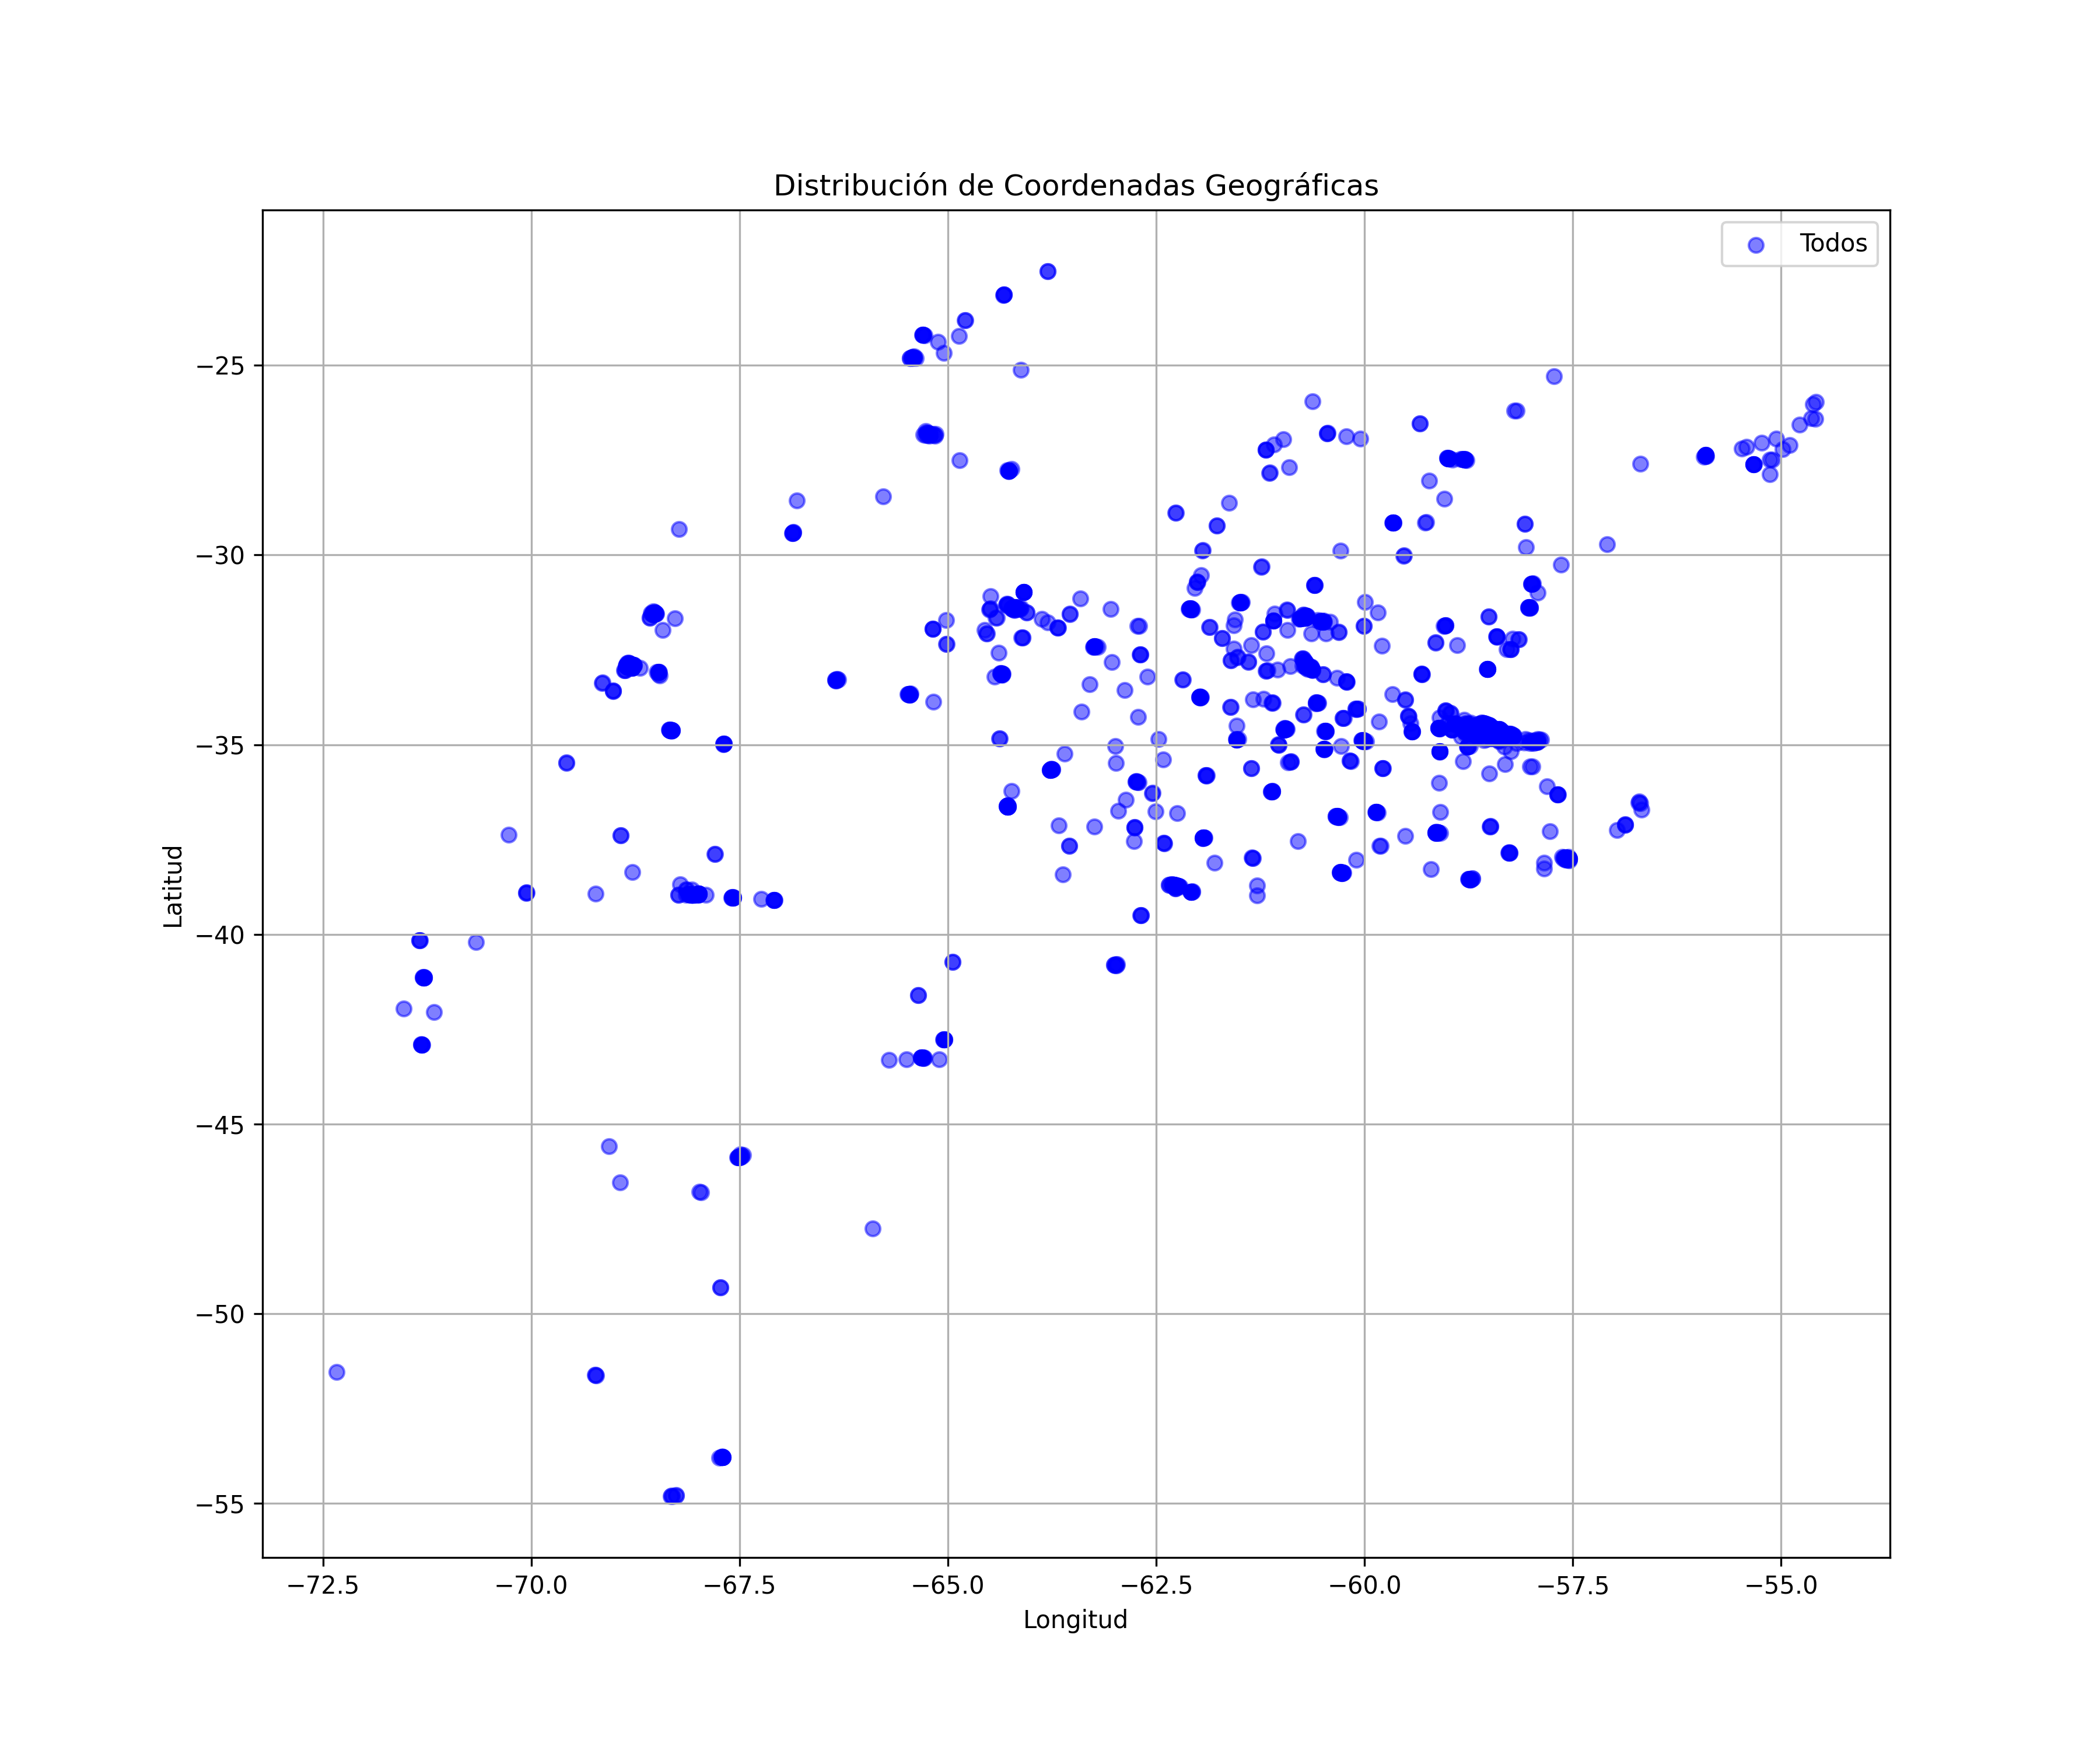 Distribución de Coordenadas Geográficas
Todos
Latitud
−25
−30
−35
−40
−45
−50
−55
−72.5 −70.0 −67.5 −65.0 −62.5 −60.0 −57.5 −55.0
Longitud